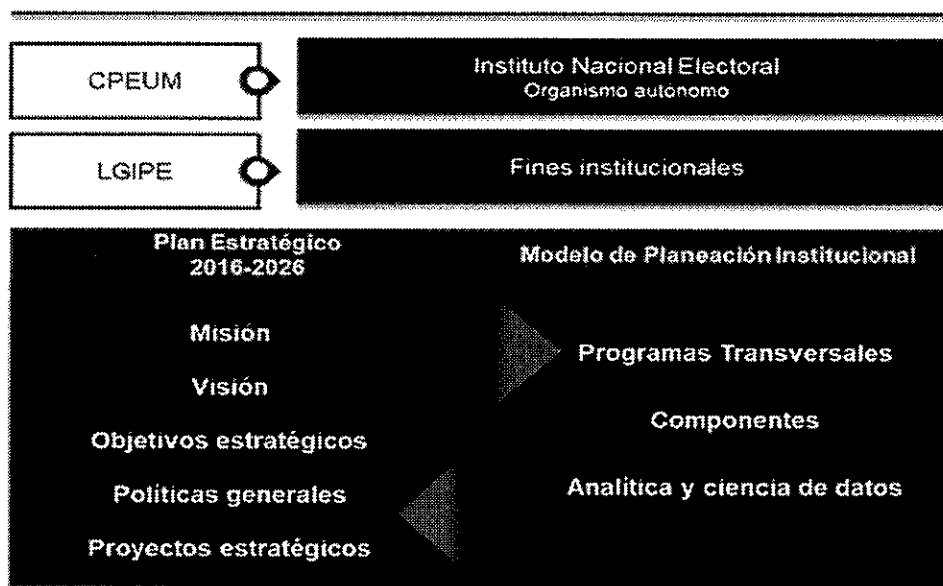 CPEUM
Instituto Nacional Electoral
Organismo autónomo
LGIPE
Fines institucionales
Plan Estratégico
2016-2026
Misión
Visión
Objetivos estratégicos
Políticas generales
Proyectos estratégicos
Modelo de Planeación Institucional
Programas Transversales
Componentes
Analítica y ciencia de datos